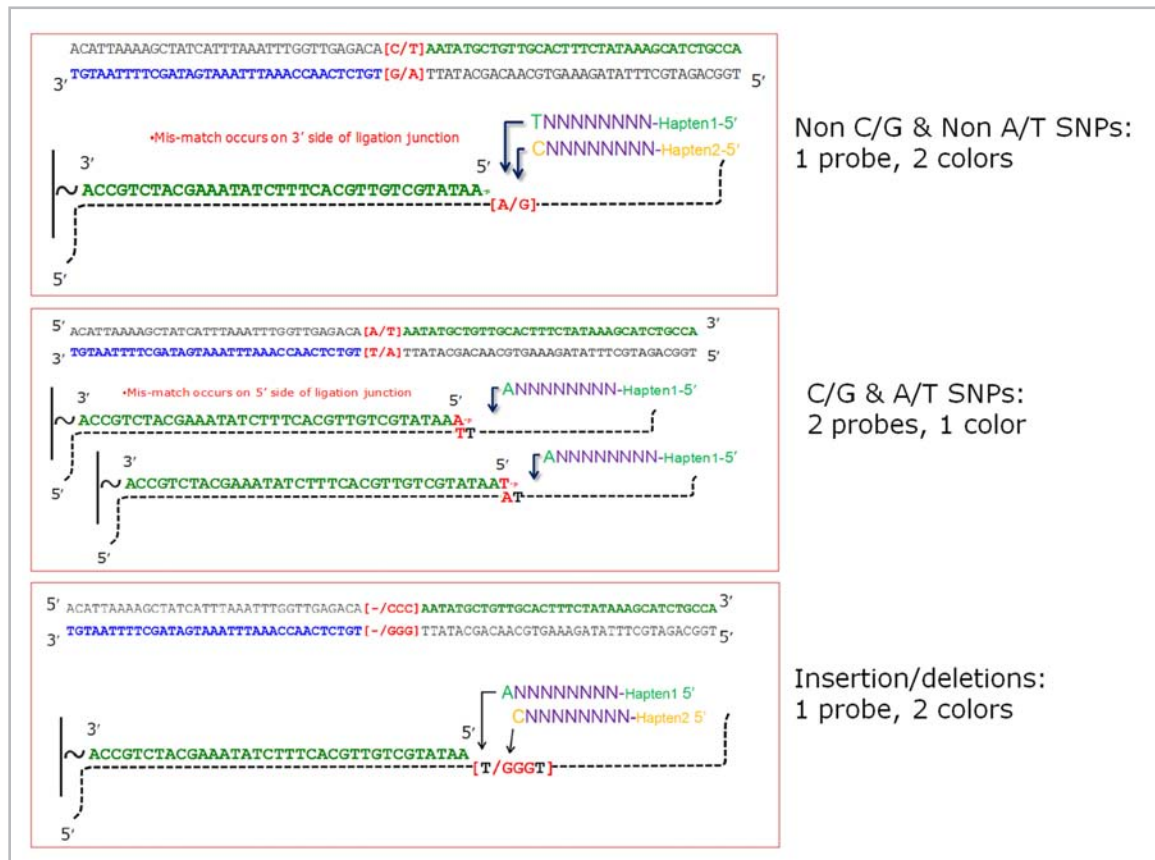 ACATTAAAAGCTATCATTTAAATTTGGTTGAGACA[C/T]AATATGCTGTTGCACTTTCTATAAAGCATCTGCCA
3' TGTAATTTTCGATAGTAAATTTAAACCAACTCTGT[G/A]TTATACGACAACGTGAAAGATATTTCGTAGACGGT 5'
•Mis-match occurs on 3' side of ligation junction
TNNNNNNNN-Hapten1-5'
CNNNNNNNN-Hapten2-5'
3' 5'
~ACCGTCTACGAAATATCTTTCACGTTGTCGTATAA
[A/G]
5'
Non C/G & Non A/T SNPs:
1 probe, 2 colors
5' ACATTAAAAGCTATCATTTAAATTTGGTTGAGACA[A/T]AATATGCTGTTGCACTTTCTATAAAGCATCTGCCA 3'
3' TGTAATTTTCGATAGTAAATTTAAACCAACTCTGT[T/A]TTATACGACAACGTGAAAGATATTTCGTAGACGGT 5'
•Mis-match occurs on 5' side of ligation junction
ANNNNNNNN-Hapten1-5'
3' 5'
~ACCGTCTACGAAATATCTTTCACGTTGTCGTATAAA
TT
5'
ANNNNNNNN-Hapten1-5'
3' 5'
~ACCGTCTACGAAATATCTTTCACGTTGTCGTATAAT
AT
5'
C/G & A/T SNPs:
2 probes, 1 color
5' ACATTAAAAGCTATCATTTAAATTTGGTTGAGACA[-/CCC]AATATGCTGTTGCACTTTCTATAAAGCATCTGCCA 3'
3' TGTAATTTTCGATAGTAAATTTAAACCAACTCTGT[-/GGG]TTATACGACAACGTGAAAGATATTTCGTAGACGGT 5'
ANNNNNNNN-Hapten1 5'
CNNNNNNNN-Hapten2 5'
3' 5'
~ACCGTCTACGAAATATCTTTCACGTTGTCGTATAA
[T/GGGT]
5'
Insertion/deletions:
1 probe, 2 colors